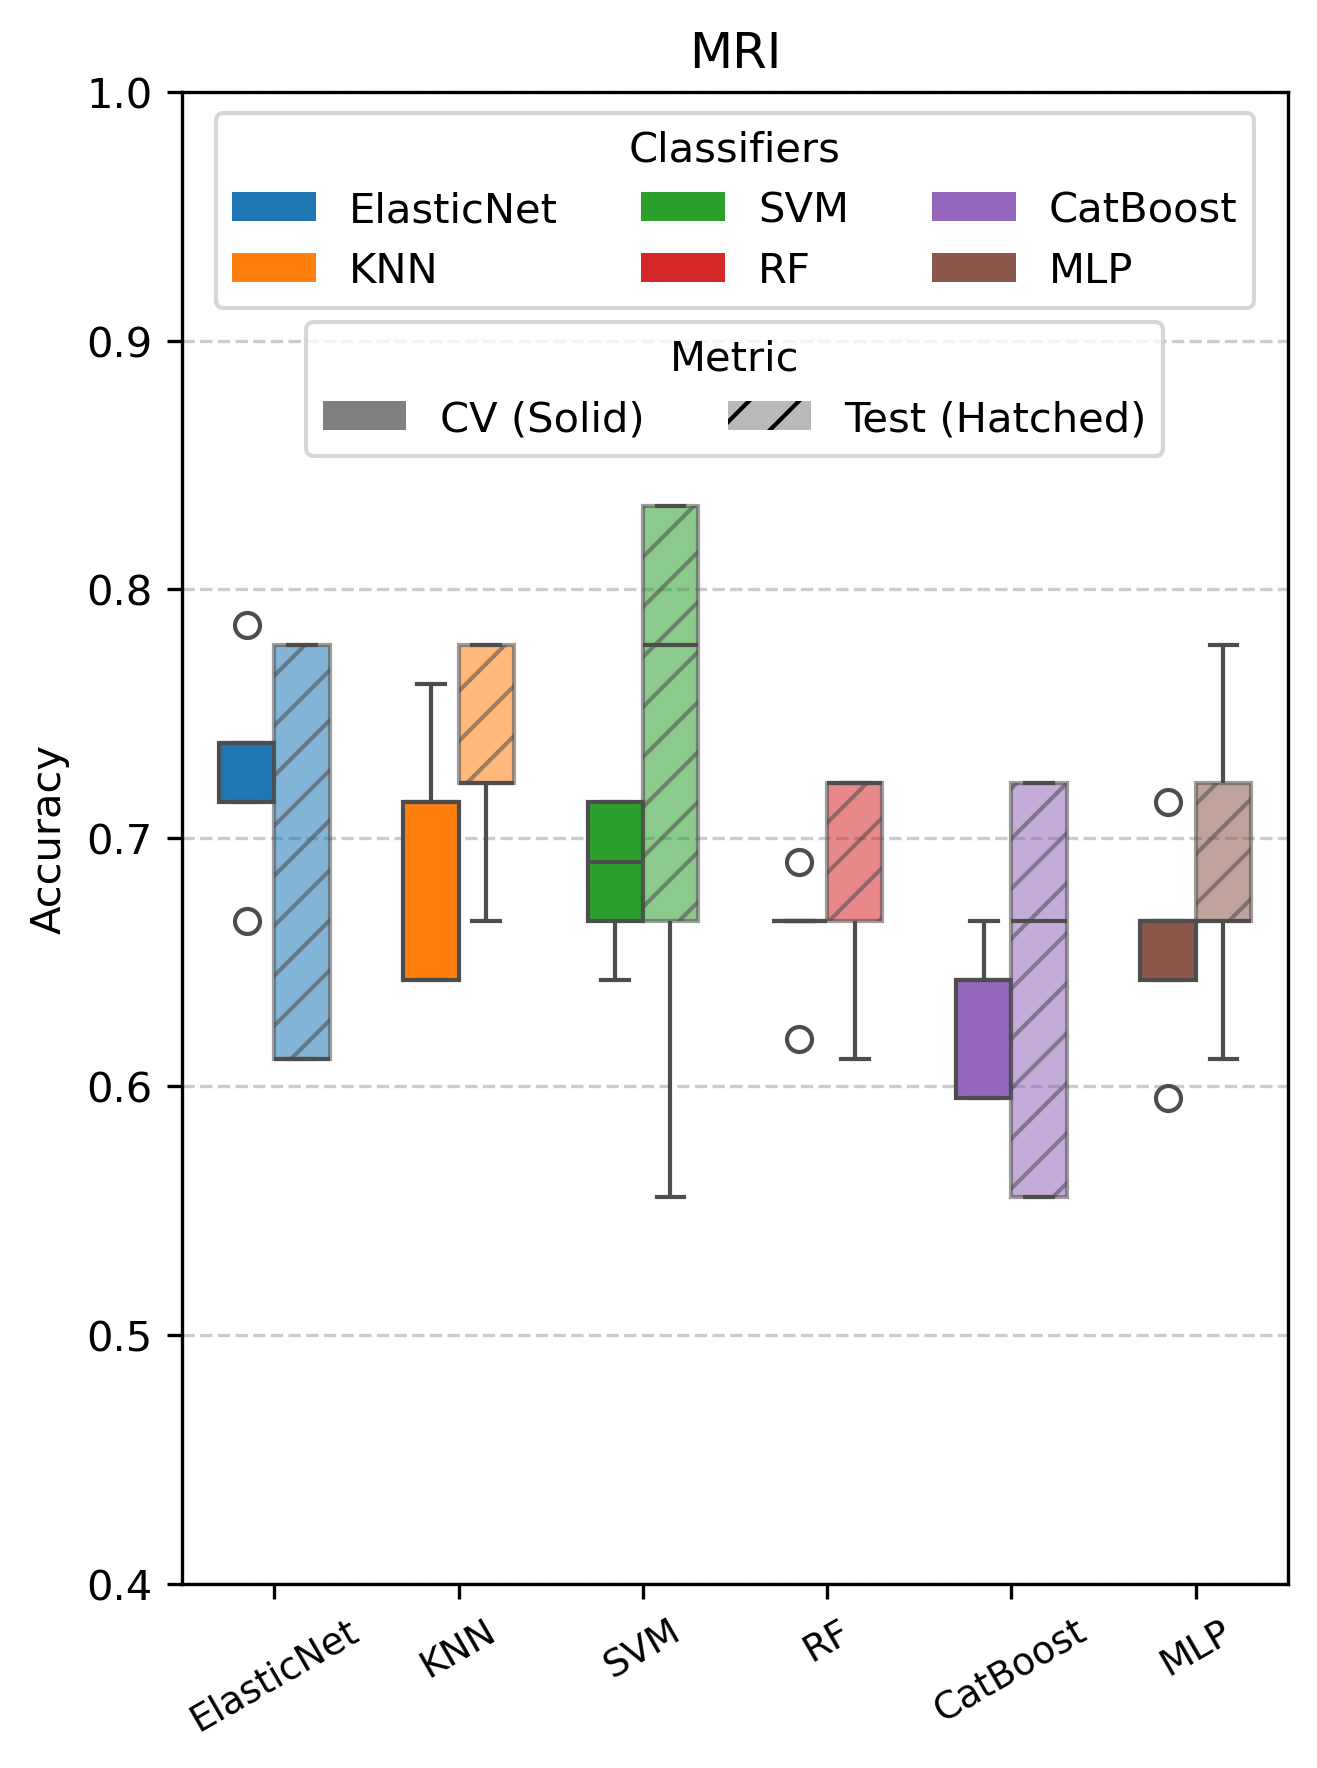 MRI
Classifiers
ElasticNet SVM CatBoost
KNN RF MLP
Metric
CV (Solid) Test (Hatched)
Accuracy
1.0
0.9
0.8
0.7
0.6
0.5
0.4
ElasticNet KNN SVM RF CatBoost MLP